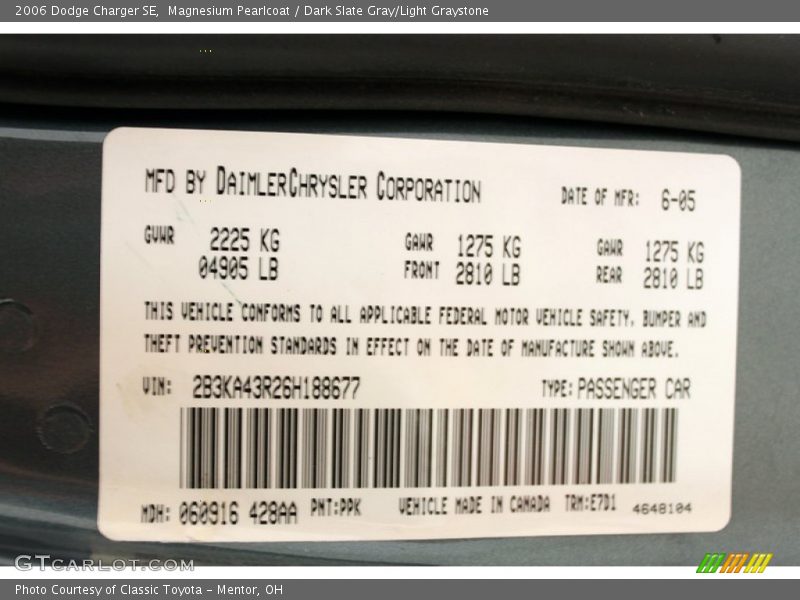 2006 Dodge Charger SE,  Magnesium Pearlcoat / Dark Slate Gray/Light Graystone
MFD BY DAIMLERCHRYSLER CORPORATION DATE OF MFR: 6-05
GVWR 2225 KG GAWR 1275 KG GAWR 1275 KG
04905 LB FRONT 2810 LB REAR 2810 LB
THIS VEHICLE CONFORMS TO ALL APPLICABLE FEDERAL MOTOR VEHICLE SAFETY, BUMPER AND
THEFT PREVENTION STANDARDS IN EFFECT ON THE DATE OF MANUFACTURE SHOWN ABOVE.
VIN: 2B3KA43R26H188677 TYPE: PASSENGER CAR
MDH: 060916 428AA PNT:PPK VEHICLE MADE IN CANADA TRM:E7D1 4648104
GTCARLOT.COM
Photo Courtesy of Classic Toyota - Mentor, OH